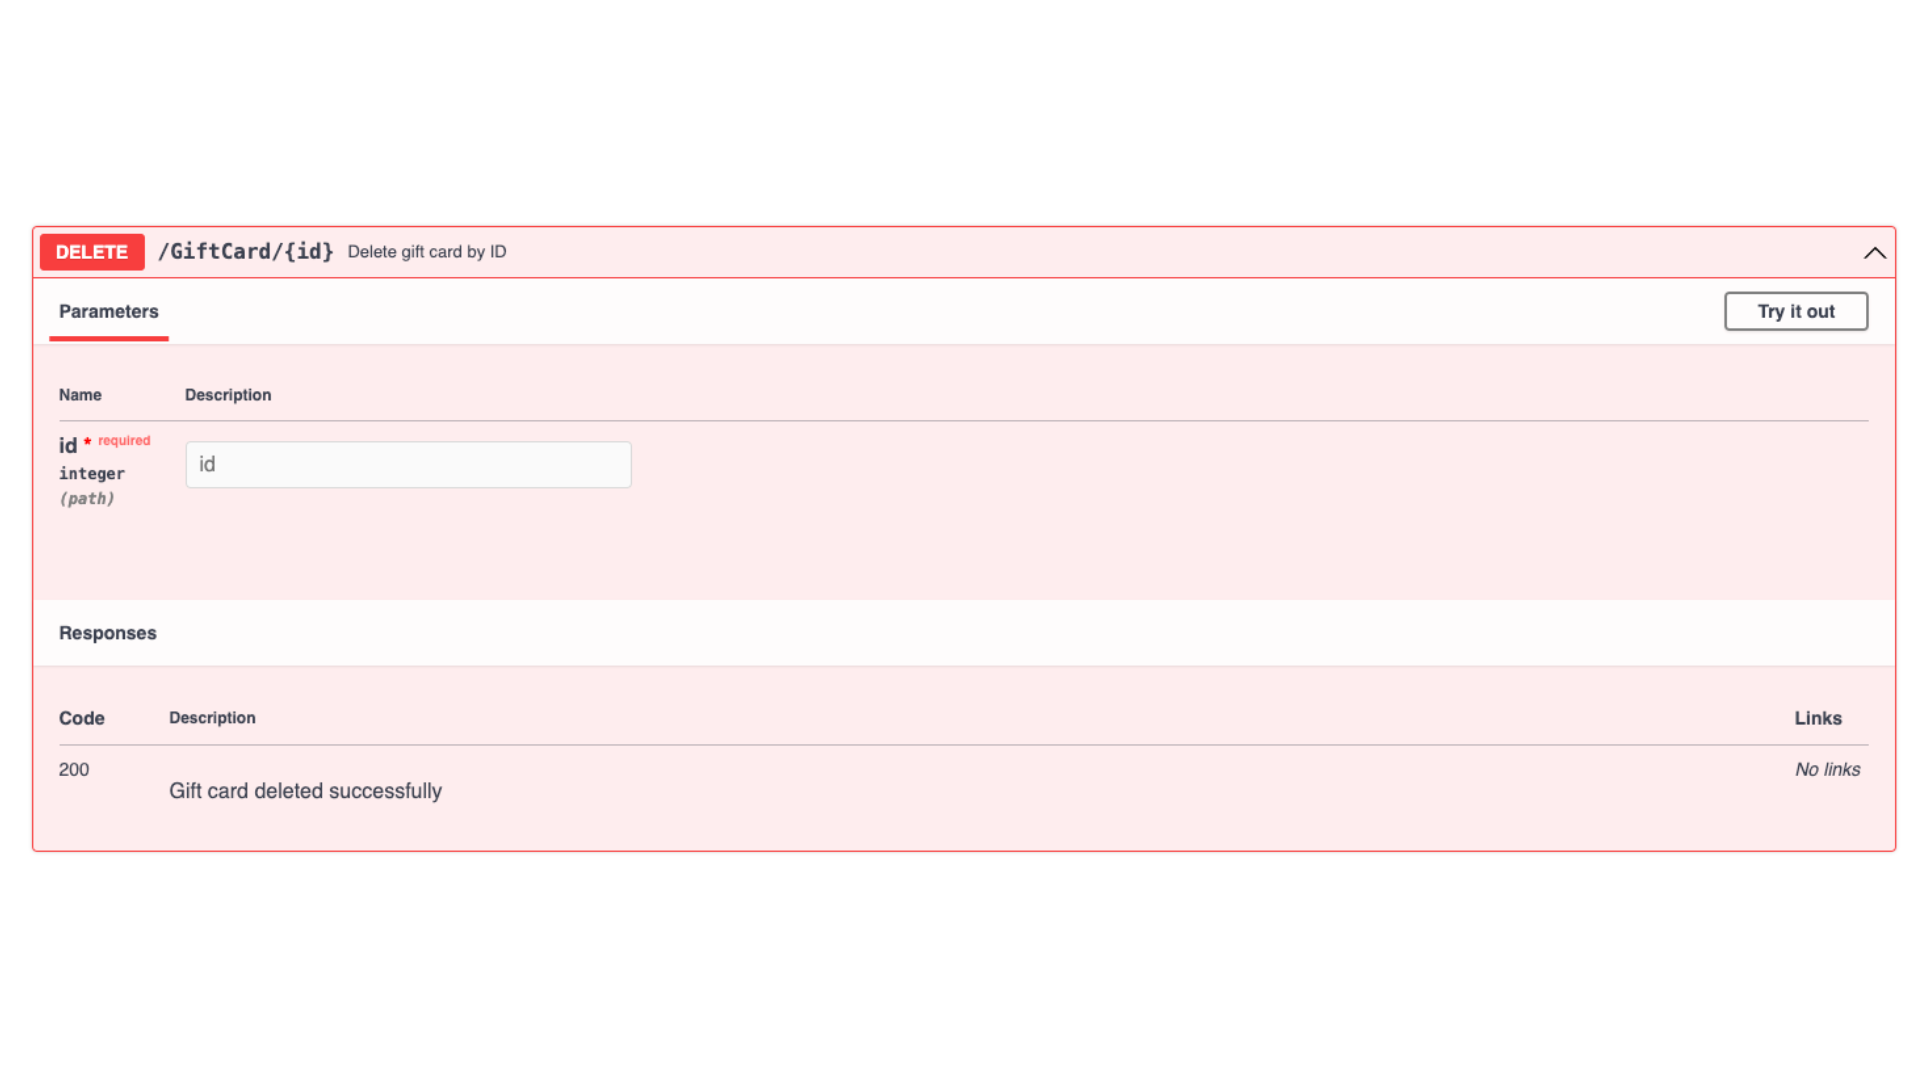 DELETE /GiftCard/{id} Delete gift card by ID
Parameters Try it out
Name Description
id * required
integer
(path)
id
Responses
Code Description Links
200 No links
Gift card deleted successfully